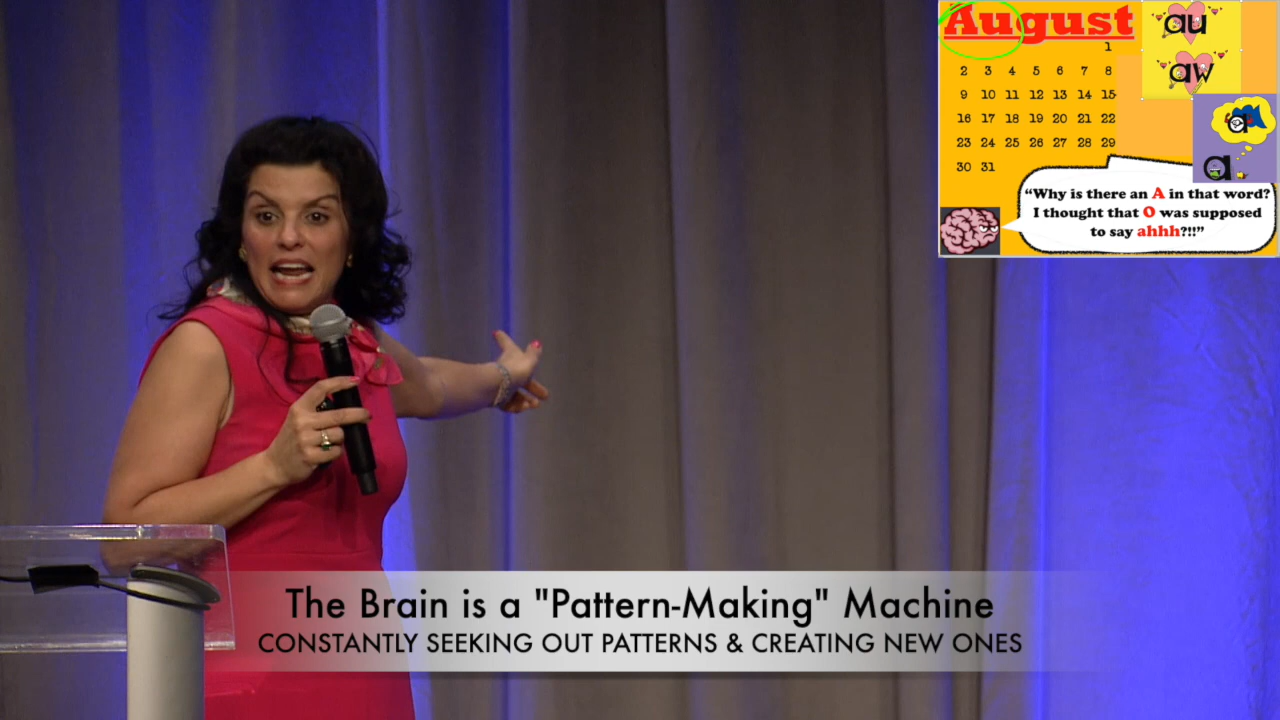 August
1
2 3 4 5 6 7 8
9 10 11 12 13 14 15
16 17 18 19 20 21 22
23 24 25 26 27 28 29
30 31
au
aw
a
a
“Why is there an A in that word?
I thought that O was supposed
to say ahhh?!!”
The Brain is a "Pattern-Making" Machine
CONSTANTLY SEEKING OUT PATTERNS & CREATING NEW ONES